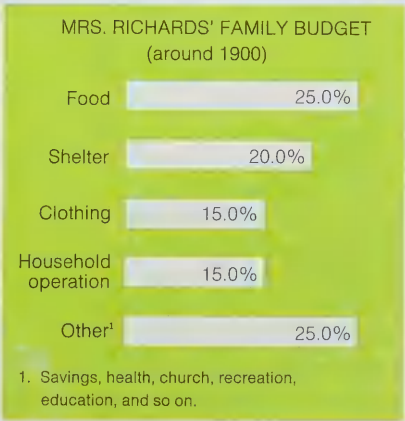 MRS. RICHARDS' FAMILY BUDGET
(around 1900)
Food 25.0%
Shelter 20.0%
Clothing 15.0%
Household
operation 15.0%
Other¹ 25.0%
1. Savings, health, church, recreation,
education, and so on.